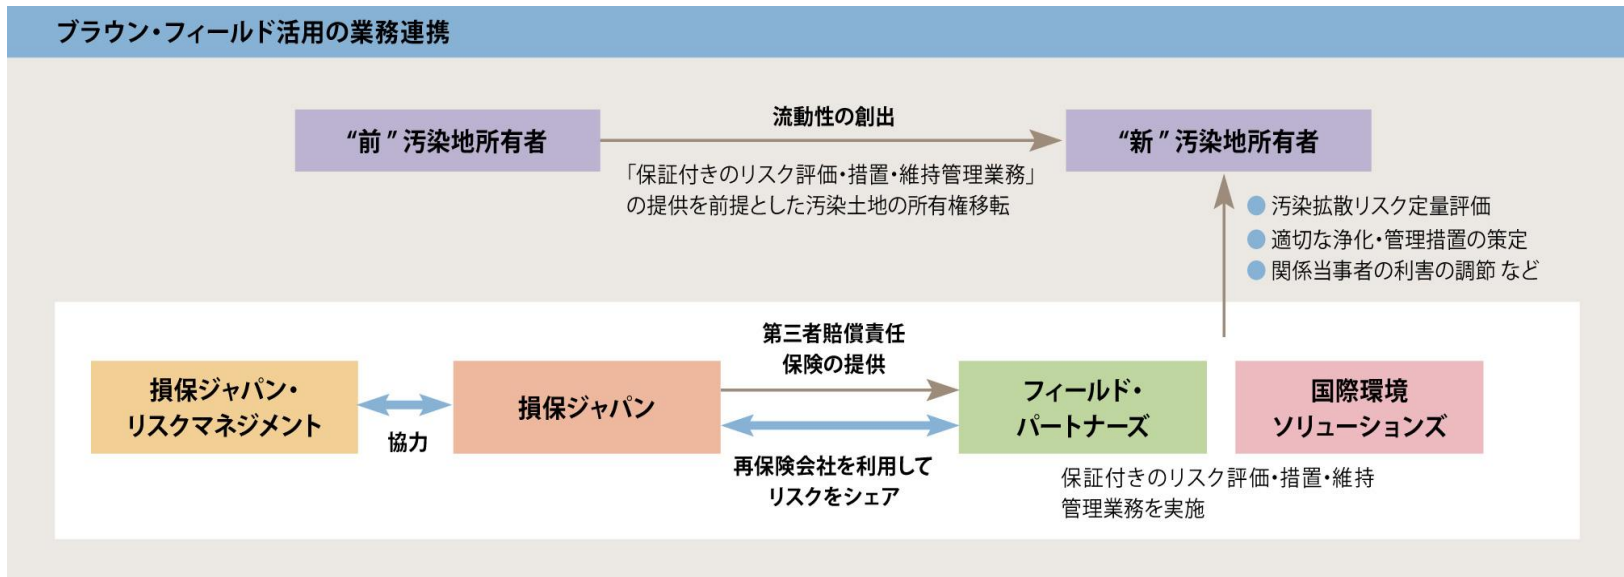 ブラウン・フィールド活用の業務連携
“前”汚染地所有者
流動性の創出
「保証付きのリスク評価・措置・維持管理業務」
の提供を前提とした汚染土地の所有権移転
“新”汚染地所有者
● 汚染拡散リスク定量評価
● 適切な浄化・管理措置の策定
● 関係当事者の利害の調節 など
損保ジャパン・
リスクマネジメント
協力
損保ジャパン
第三者賠償責任
保険の提供
再保険会社を利用して
リスクをシェア
フィールド・
パートナーズ
国際環境
ソリューションズ
保証付きのリスク評価・措置・維持
管理業務を実施